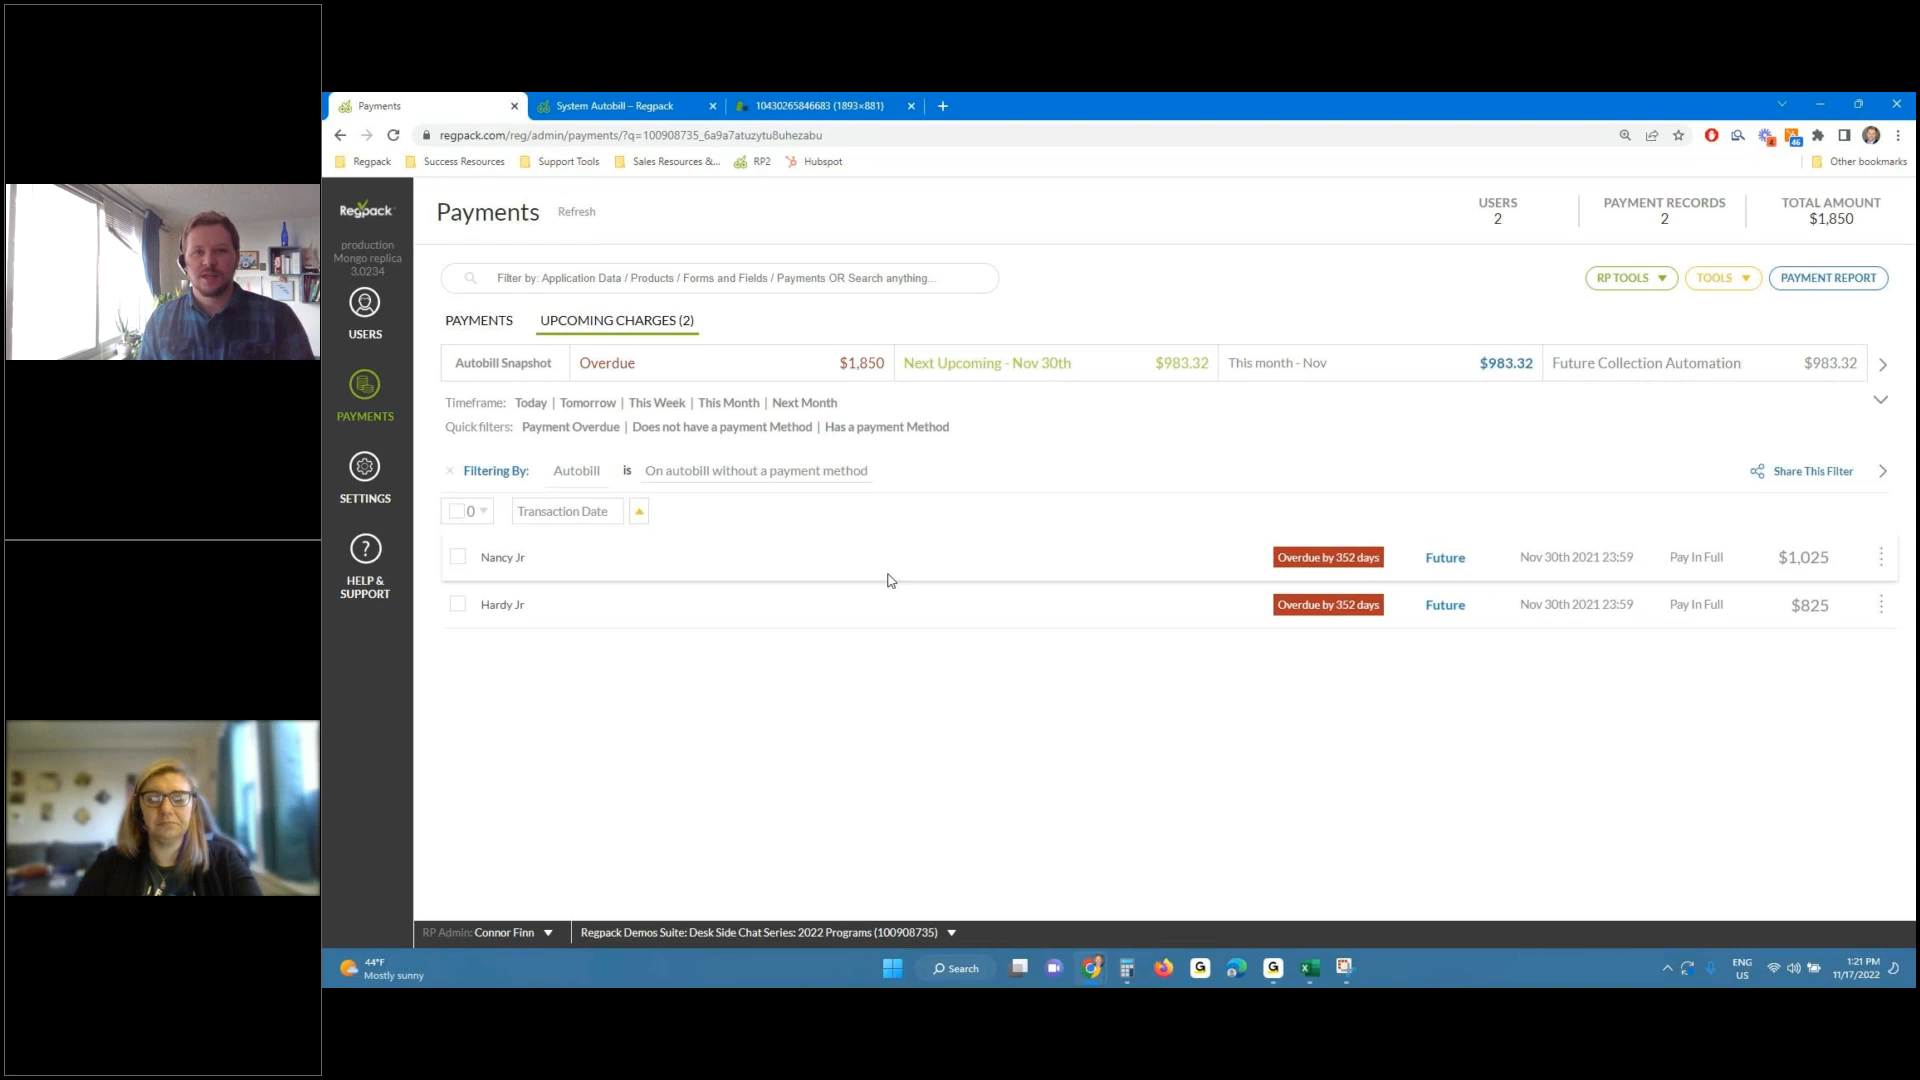 Payments
System Autobill – Regpack
10430265846683 (1893×881)
regpack.com/reg/admin/payments/?q=100908735_6a9a7atuzytu8uhezabu
4
46
Regpack
Success Resources
Support Tools
Sales Resources &...
RP2
Hubspot
Other bookmarks
Regpack
production
Mongo replica
3.0234
USERS
PAYMENTS
SETTINGS
?
HELP &
SUPPORT
Payments Refresh
USERS
2
PAYMENT RECORDS
2
TOTAL AMOUNT
$1,850
Filter by: Application Data / Products / Forms and Fields / Payments OR Search anything...
RP TOOLS
TOOLS
PAYMENT REPORT
PAYMENTS
UPCOMING CHARGES (2)
Autobill Snapshot
Overdue $1,850
Next Upcoming - Nov 30th $983.32
This month - Nov $983.32
Future Collection Automation $983.32
Timeframe: Today | Tomorrow | This Week | This Month | Next Month
Quick filters: Payment Overdue | Does not have a payment Method | Has a payment Method
Filtering By: Autobill is On autobill without a payment method
Share This Filter
0
Transaction Date
Nancy Jr Overdue by 352 days Future Nov 30th 2021 23:59 Pay In Full $1,025
Hardy Jr Overdue by 352 days Future Nov 30th 2021 23:59 Pay In Full $825
RP Admin: Connor Finn
Regpack Demos Suite: Desk Side Chat Series: 2022 Programs (100908735)
44°F
Mostly sunny
Search
G
G
ENG
US
1:21 PM
11/17/2022